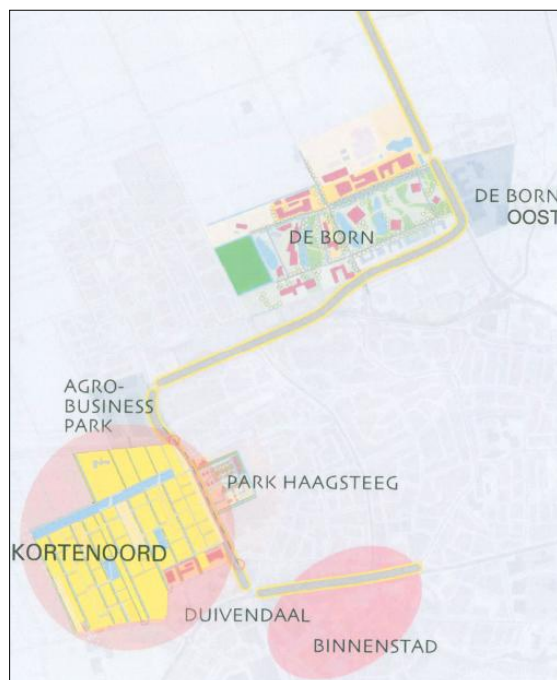 DE BORN
OOST
DE BORN
AGRO-
BUSINESS
PARK
PARK HAAGSTEEG
KORTENOORD
DUIVENDAAL
BINNENSTAD